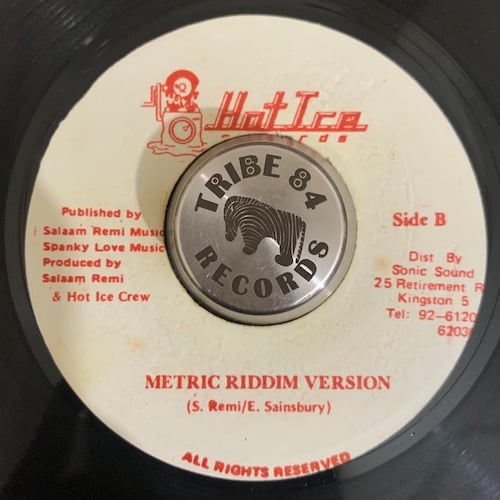 Hot Ice
TRIBE 84
RECORDS
Published by
Salaam Remi Music
Spanky Love Music
Produced by
Salaam Remi
& Hot Ice Crew
Side B
Dist By
Sonic Sound
25 Retirement R
Kingston 5
Tel: 92-6120
6203
METRIC RIDDIM VERSION
(S. Remi/E. Sainsbury)
ALL RIGHTS RESERVED